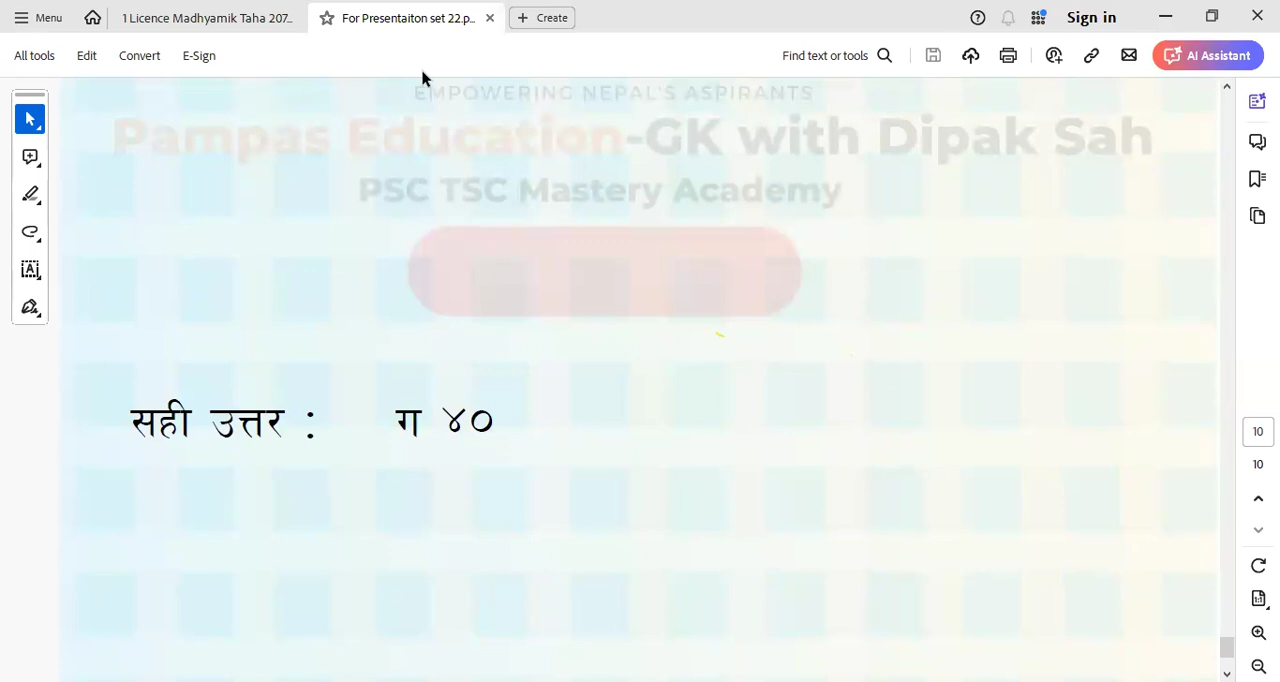 Menu
1 Licence Madhyamik Taha 207...
For Presentaiton set 22.p...
Create
Sign in
All tools
Edit
Convert
E-Sign
Find text or tools
AI Assistant
EMPOWERING NEPAL'S ASPIRANTS
Pampas Education-GK with Dipak Sah
PSC TSC Mastery Academy
सही उत्तर : ग ४०
10
10